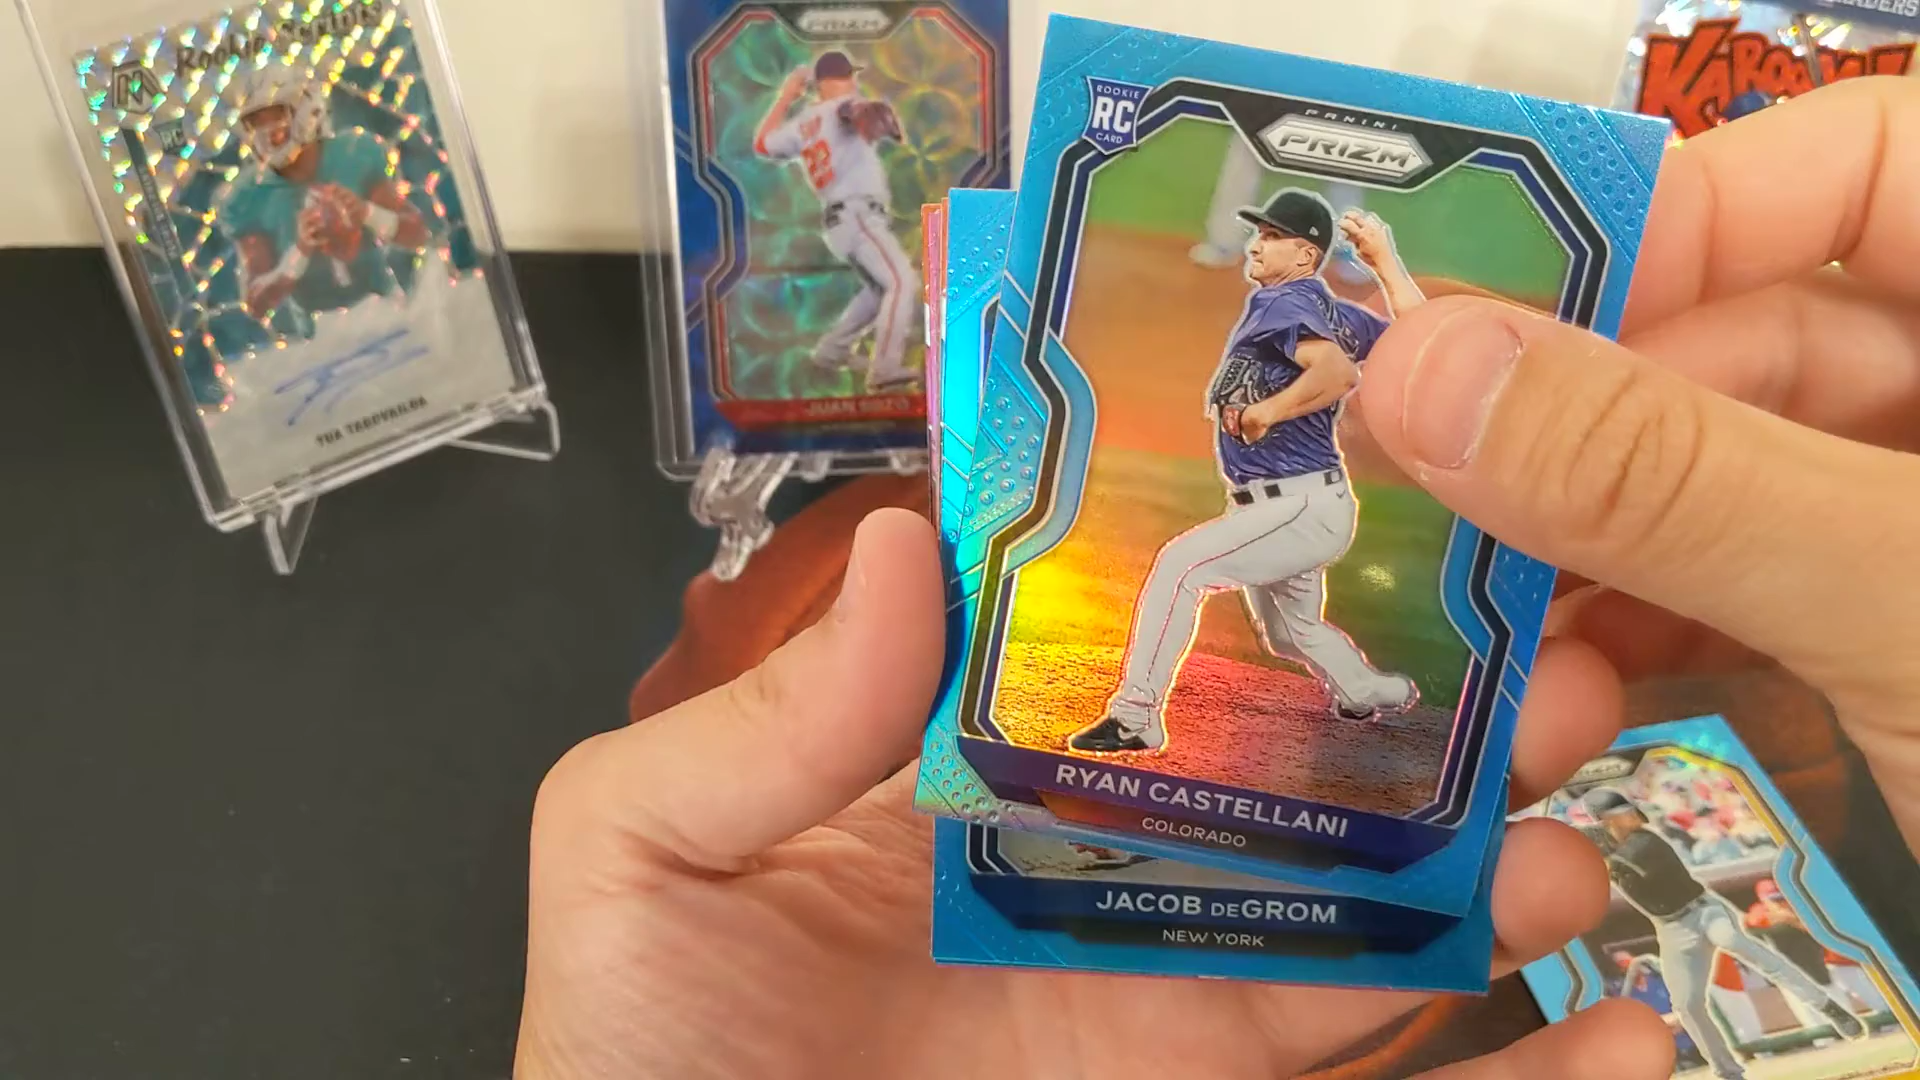 Rookie Scripts
RC
TUA TAGOVAILOA
PRIZM
22
JUAN SOTO
ROOKIE
RC
CARD
PANINI
PRIZM
RYAN CASTELLANI
COLORADO
JACOB deGROM
NEW YORK
KABOOM!